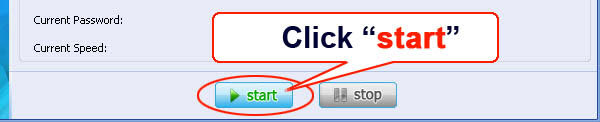 Current Password:
Click “start”
Current Speed:
start
stop